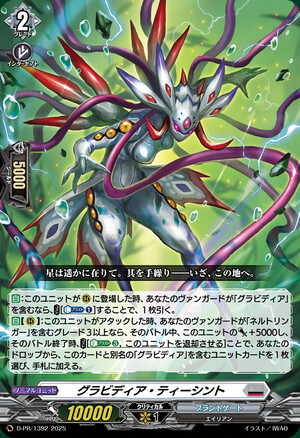 2
グレード
インターセプト
5000
シールド
星は遥かに在りて。其を手繰り――いざ、この地へ。
:このユニットが に登場した時、あなたのヴァンガードが「グラビディア」
を含むなら、 することで、1枚引く。
【 】:このユニットがアタックした時、あなたのヴァンガードが「ネルトリン
ガー」を含むグレード3以上なら、そのバトル中、このユニットの +5000し、
そのバトル終了時、 [ 、このユニットを退却させる]ことで、あなたの
ドロップから、このカードと別名の「グラビディア」を含むユニットカードを1枚
選び、手札に加える。
ノーマルユニット
グラビディア・ティーシント
パワー
10000
クリティカル
1
ブラントゲート
エイリアン
D-PR/1392 2025
イラスト/IWAO